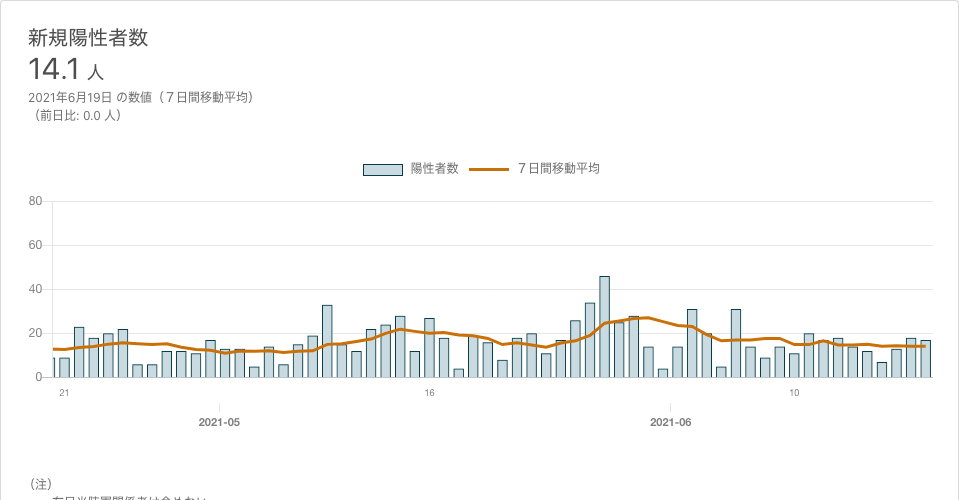 新規陽性者数
14.1 人
2021年6月19日 の数値（７日間移動平均）
（前日比: 0.0 人）
陽性者数 ７日間移動平均
80
60
40
20
0
21 16 10
2021-05 2021-06
（注）